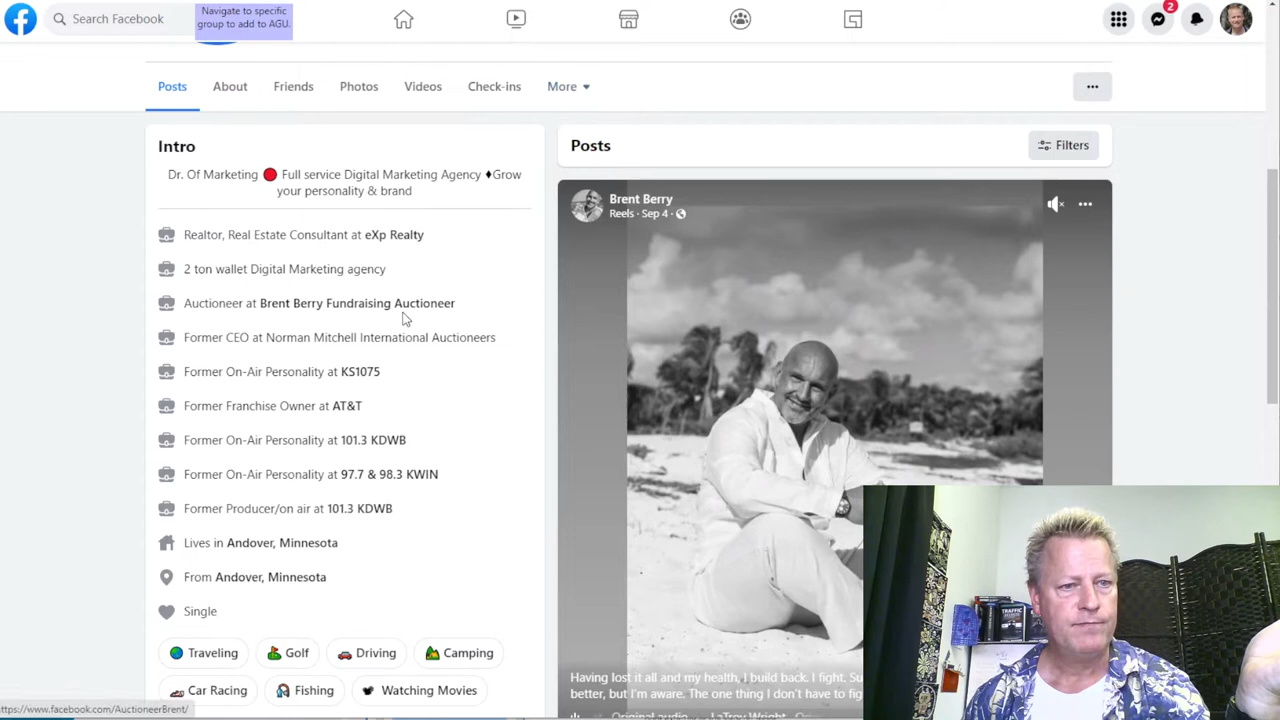 Search Facebook
Navigate to specific
group to add to AGU.
2
Posts
About
Friends
Photos
Videos
Check-ins
More
Intro
Dr. Of Marketing 🔴 Full service Digital Marketing Agency ♦Grow
your personality & brand
Realtor, Real Estate Consultant at eXp Realty
2 ton wallet Digital Marketing agency
Auctioneer at Brent Berry Fundraising Auctioneer
Former CEO at Norman Mitchell International Auctioneers
Former On-Air Personality at KS1075
Former Franchise Owner at AT&T
Former On-Air Personality at 101.3 KDWB
Former On-Air Personality at 97.7 & 98.3 KWIN
Former Producer/on air at 101.3 KDWB
Lives in Andover, Minnesota
From Andover, Minnesota
Single
Traveling
Golf
Driving
Camping
Car Racing
Fishing
Watching Movies
https://www.facebook.com/AuctioneerBrent/
Posts
Filters
Brent Berry
Reels · Sep 4 ·
Having lost it all and my health, I build back. I fight.
better, but I'm aware. The one thing I don't have to
Original audio
LaTroy Wright
TRAFFIC